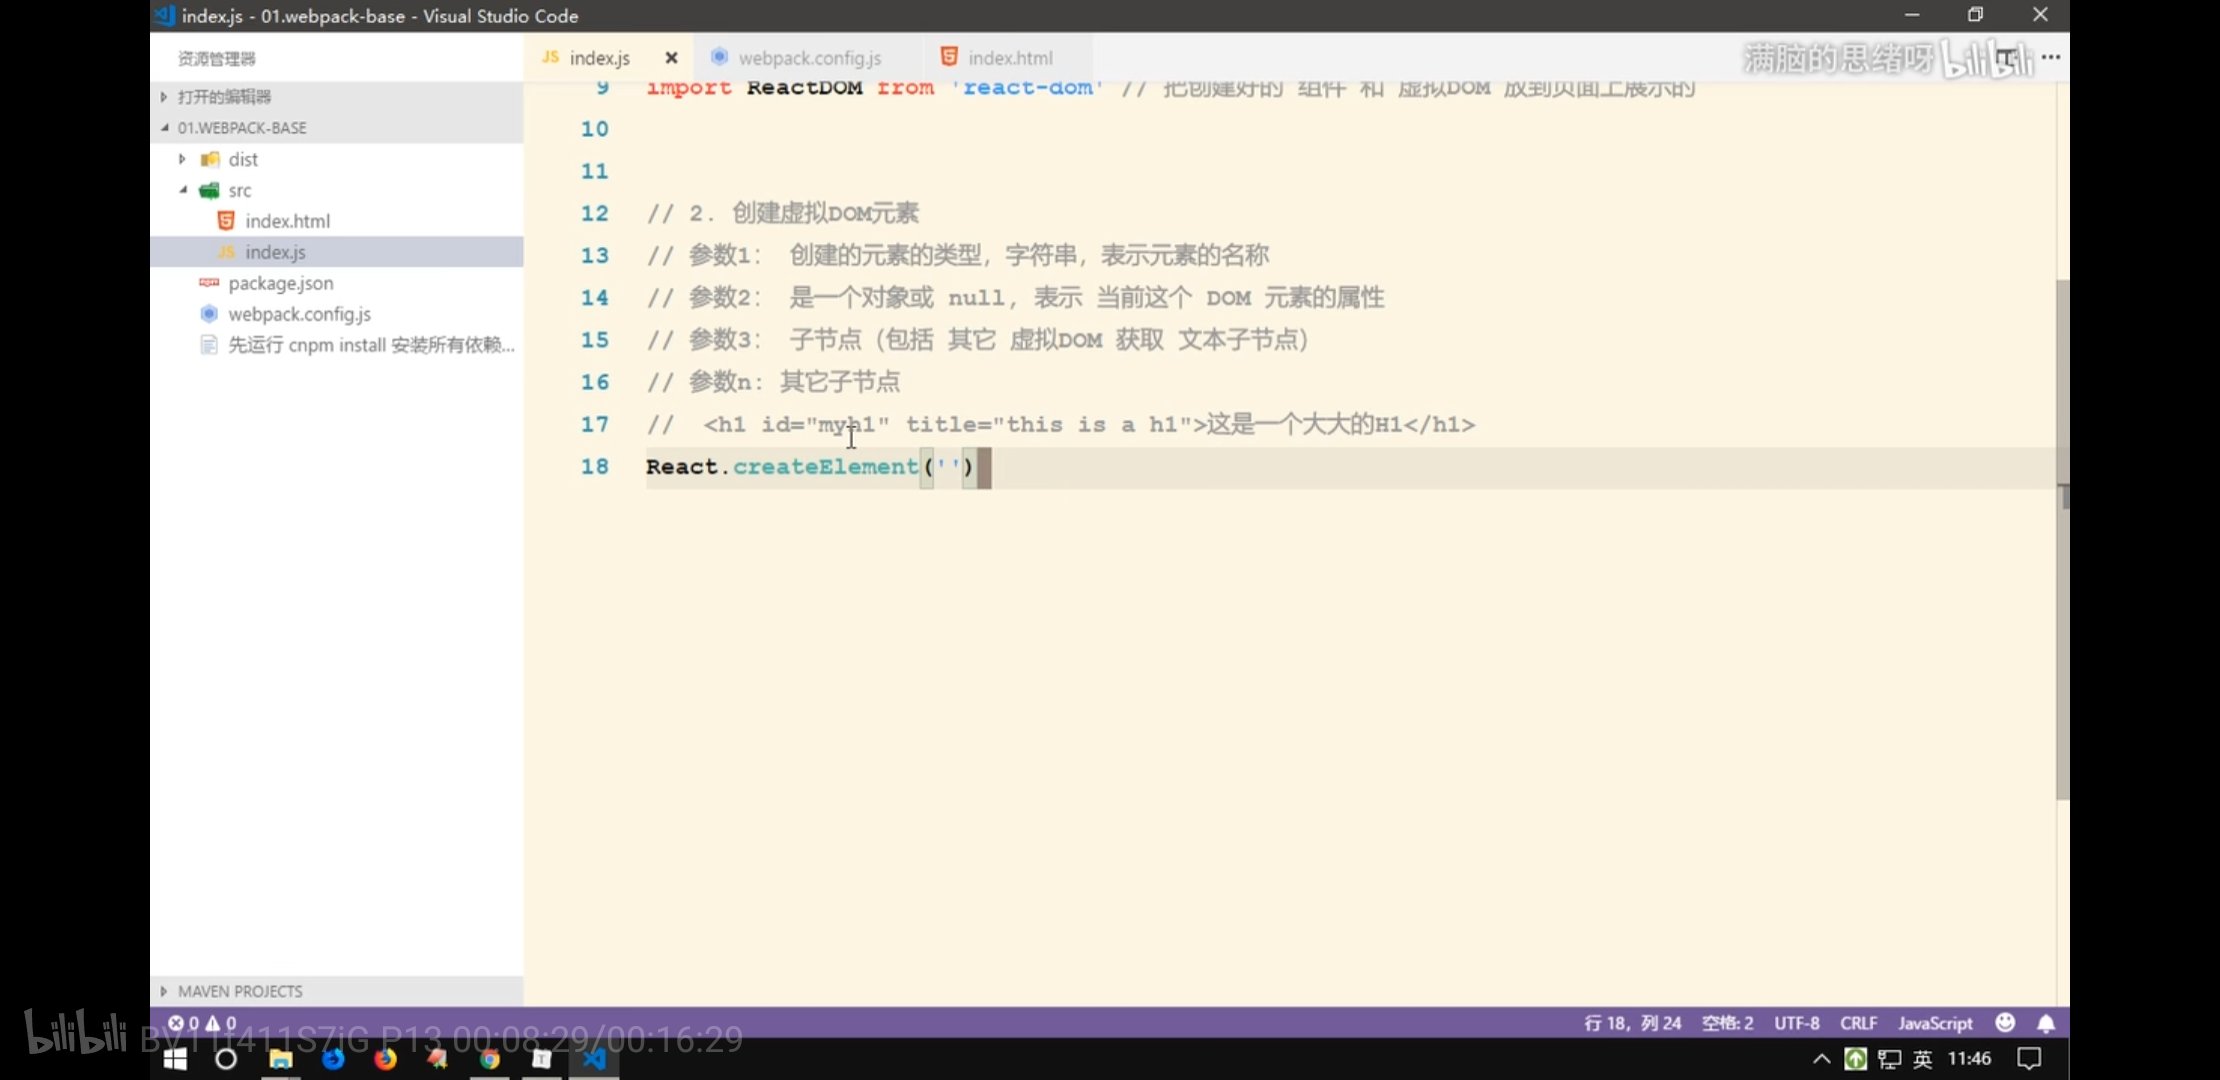 index.js - 01.webpack-base - Visual Studio Code
资源管理器
JS index.js
webpack.config.js
index.html
满脑的思绪呀 bilibili
打开的编辑器
01.WEBPACK-BASE
dist
src
index.html
JS index.js
package.json
webpack.config.js
先运行 cnpm install 安装所有依赖...
9 import ReactDOM from 'react-dom' // 把创建好的 组件 和 虚拟DOM 放到页面上展示的
10
11
12 // 2. 创建虚拟DOM元素
13 // 参数1: 创建的元素的类型，字符串，表示元素的名称
14 // 参数2: 是一个对象或 null, 表示 当前这个 DOM 元素的属性
15 // 参数3: 子节点（包括 其它 虚拟DOM 获取 文本子节点）
16 // 参数n: 其它子节点
17 // <h1 id="myh1" title="this is a h1">这是一个大大的H1</h1>
18 React.createElement('')
MAVEN PROJECTS
0 0
行 18，列 24 空格: 2 UTF-8 CRLF JavaScript
bilibili P13 00:08:29/00:16:29
英 11:46